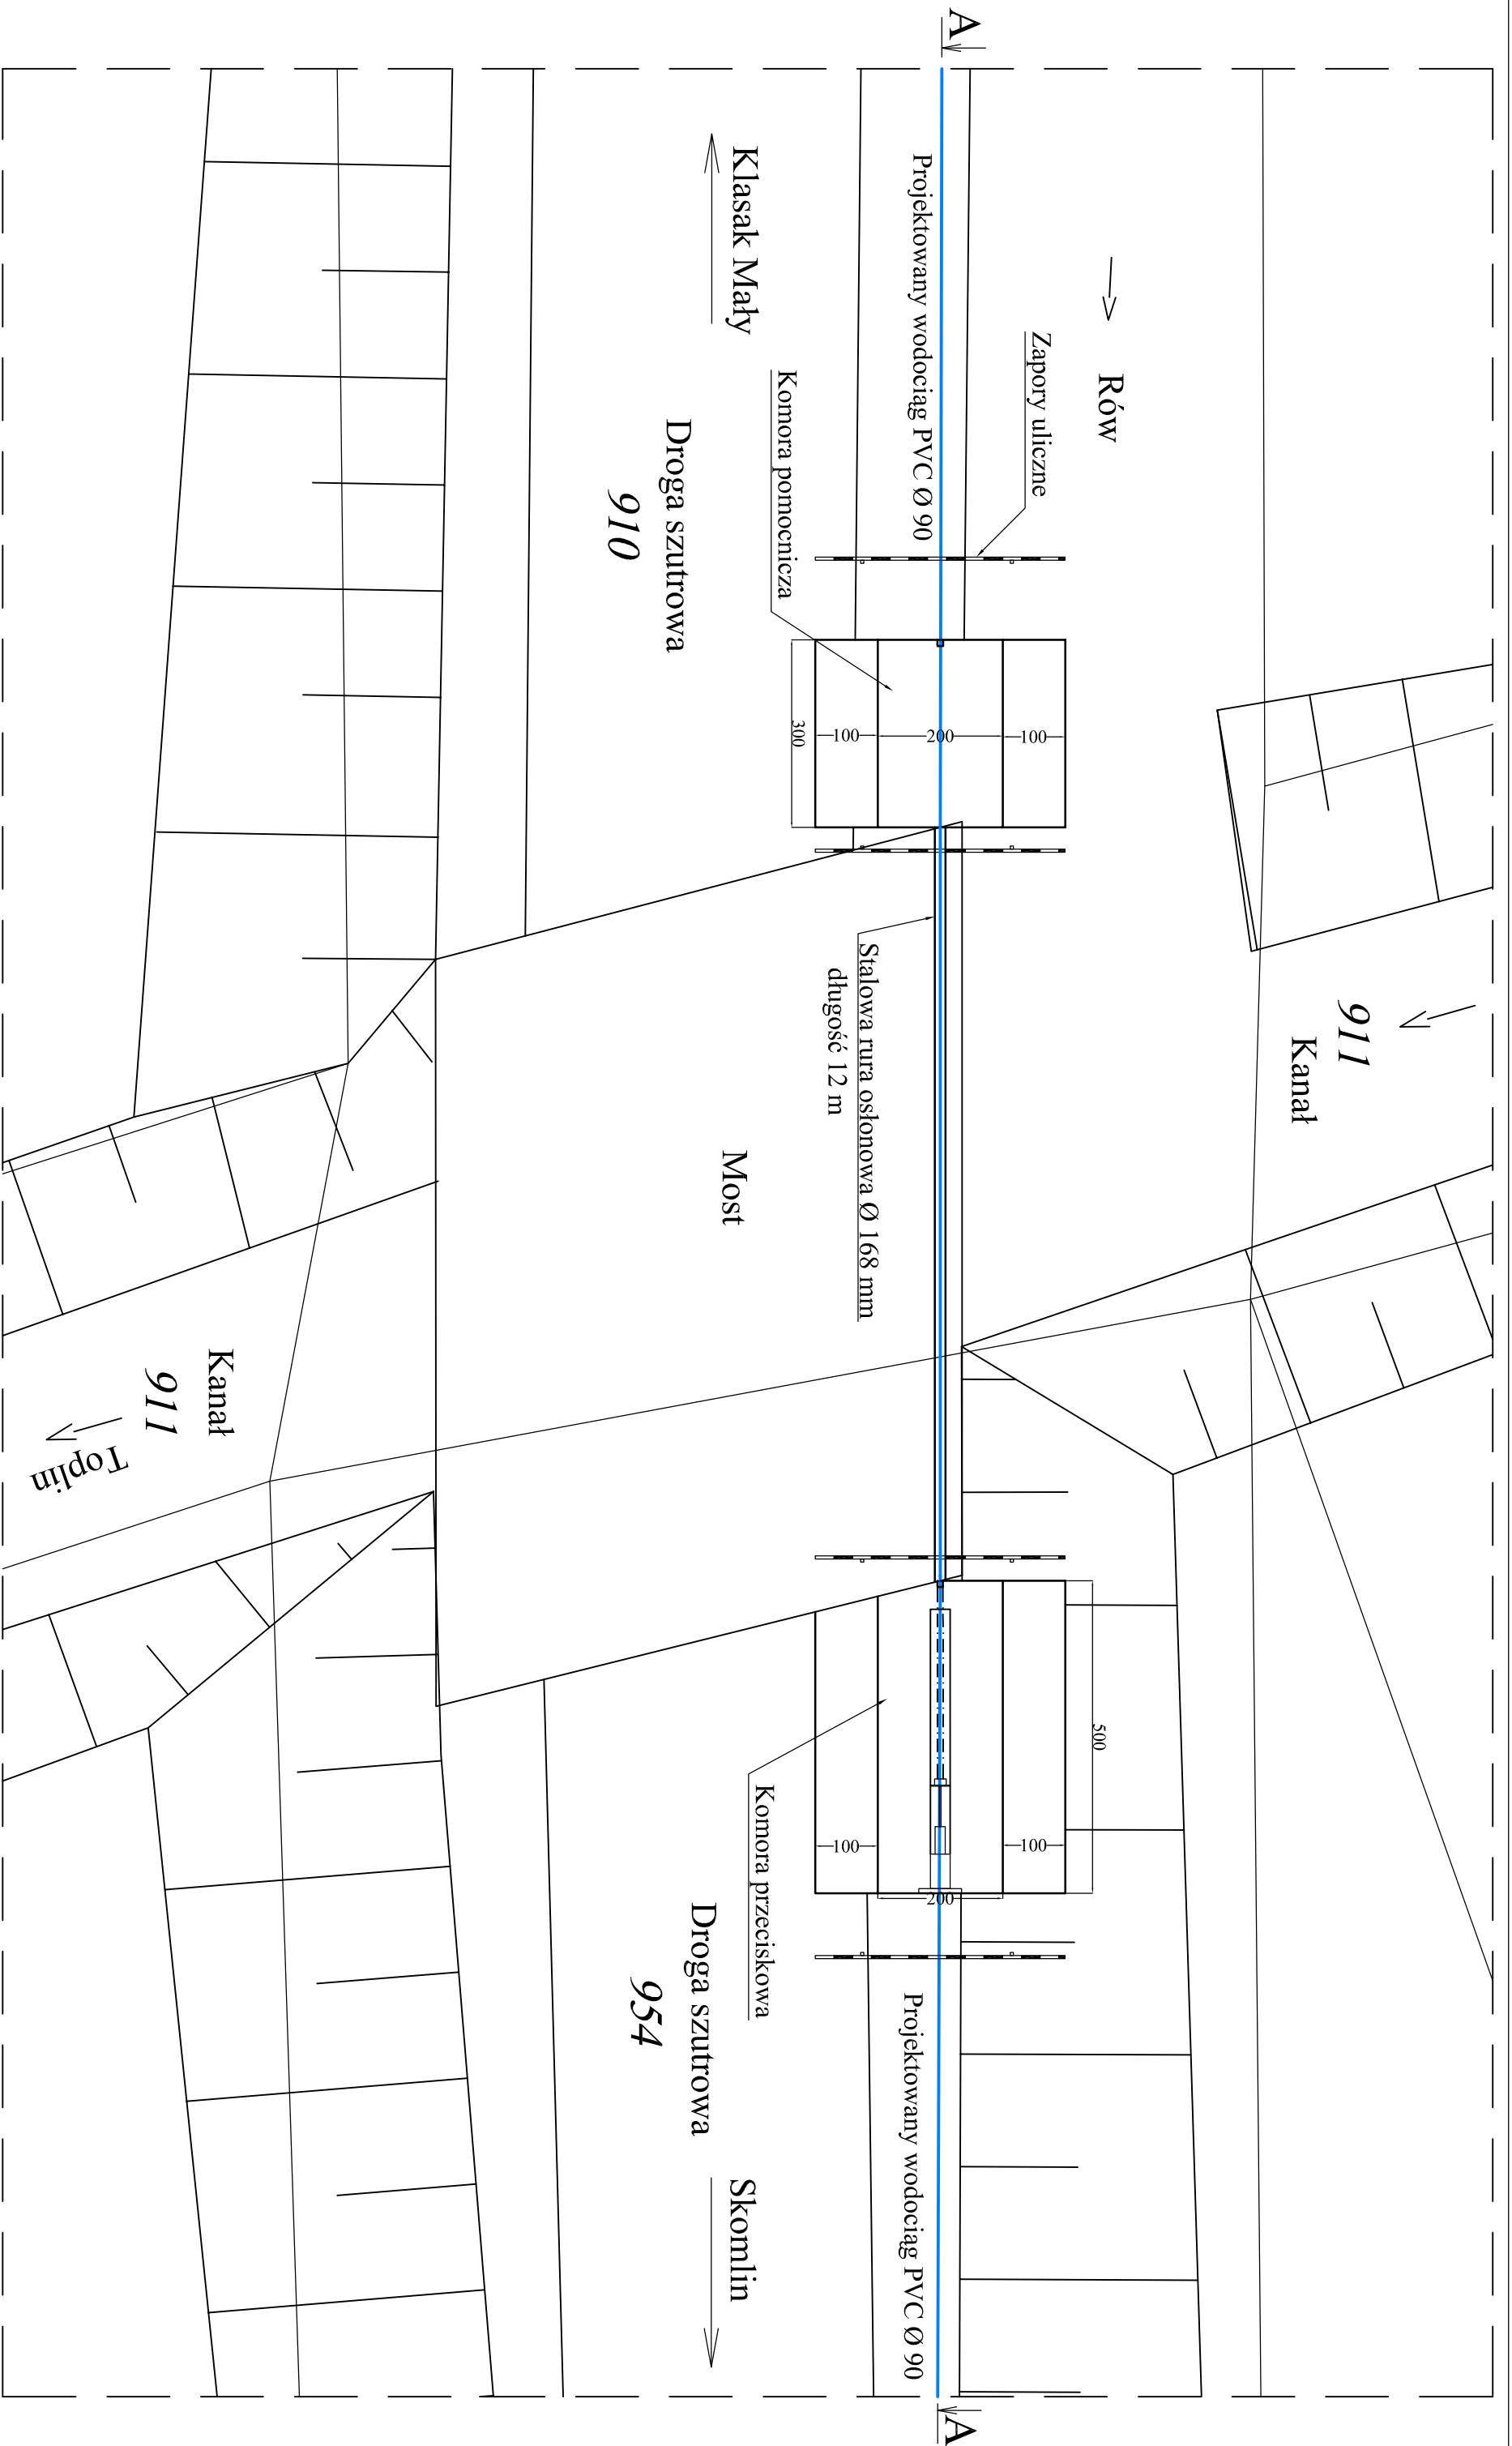 A
Rów
Kanał
911
Zapory uliczne
Projektowany wodociąg PVC Ø 90
Klasak Mały
Komora pomocnicza
Droga szutrowa
910
300
100
200
100
Stalowa rura osłonowa Ø 168 mm
długość 12 m
Most
Kanał
911
Toplin
500
100
200
100
Komora przeciskowa
Droga szutrowa
954
Skomlin
Projektowany wodociąg PVC Ø 90
A